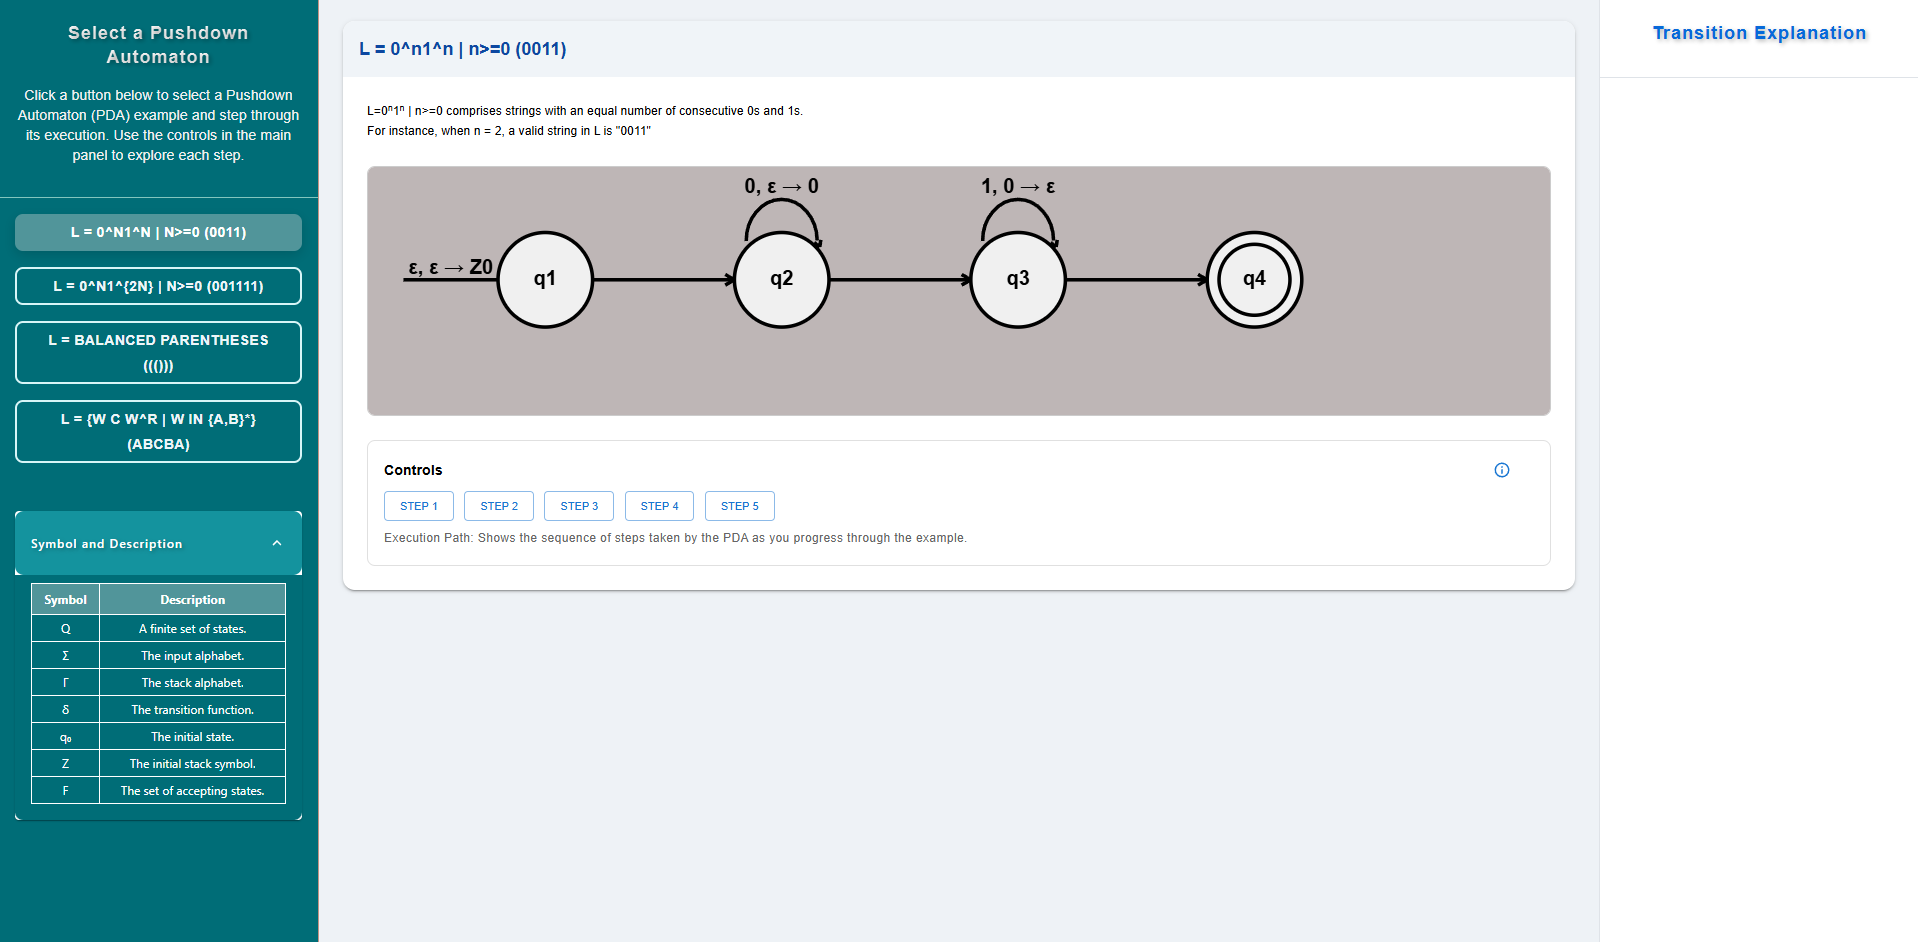 Select a Pushdown
Automaton
Click a button below to select a Pushdown
Automaton (PDA) example and step through
its execution. Use the controls in the main
panel to explore each step.
L = 0^N1^N | N>=0 (0011)
L = 0^N1^{2N} | N>=0 (001111)
L = BALANCED PARENTHESES
((()))
L = {W C W^R | W IN {A,B}*}
(ABCBA)
Symbol and Description
Symbol Description
Q A finite set of states.
Σ The input alphabet.
Γ The stack alphabet.
δ The transition function.
q₀ The initial state.
Z The initial stack symbol.
F The set of accepting states.
L = 0^n1^n | n>=0 (0011)
L=0ⁿ1ⁿ | n>=0 comprises strings with an equal number of consecutive 0s and 1s.
For instance, when n = 2, a valid string in L is "0011"
0, ε → 0
1, 0 → ε
ε, ε → Z0
q1
q2
q3
q4
Controls
STEP 1 STEP 2 STEP 3 STEP 4 STEP 5
Execution Path: Shows the sequence of steps taken by the PDA as you progress through the example.
Transition Explanation